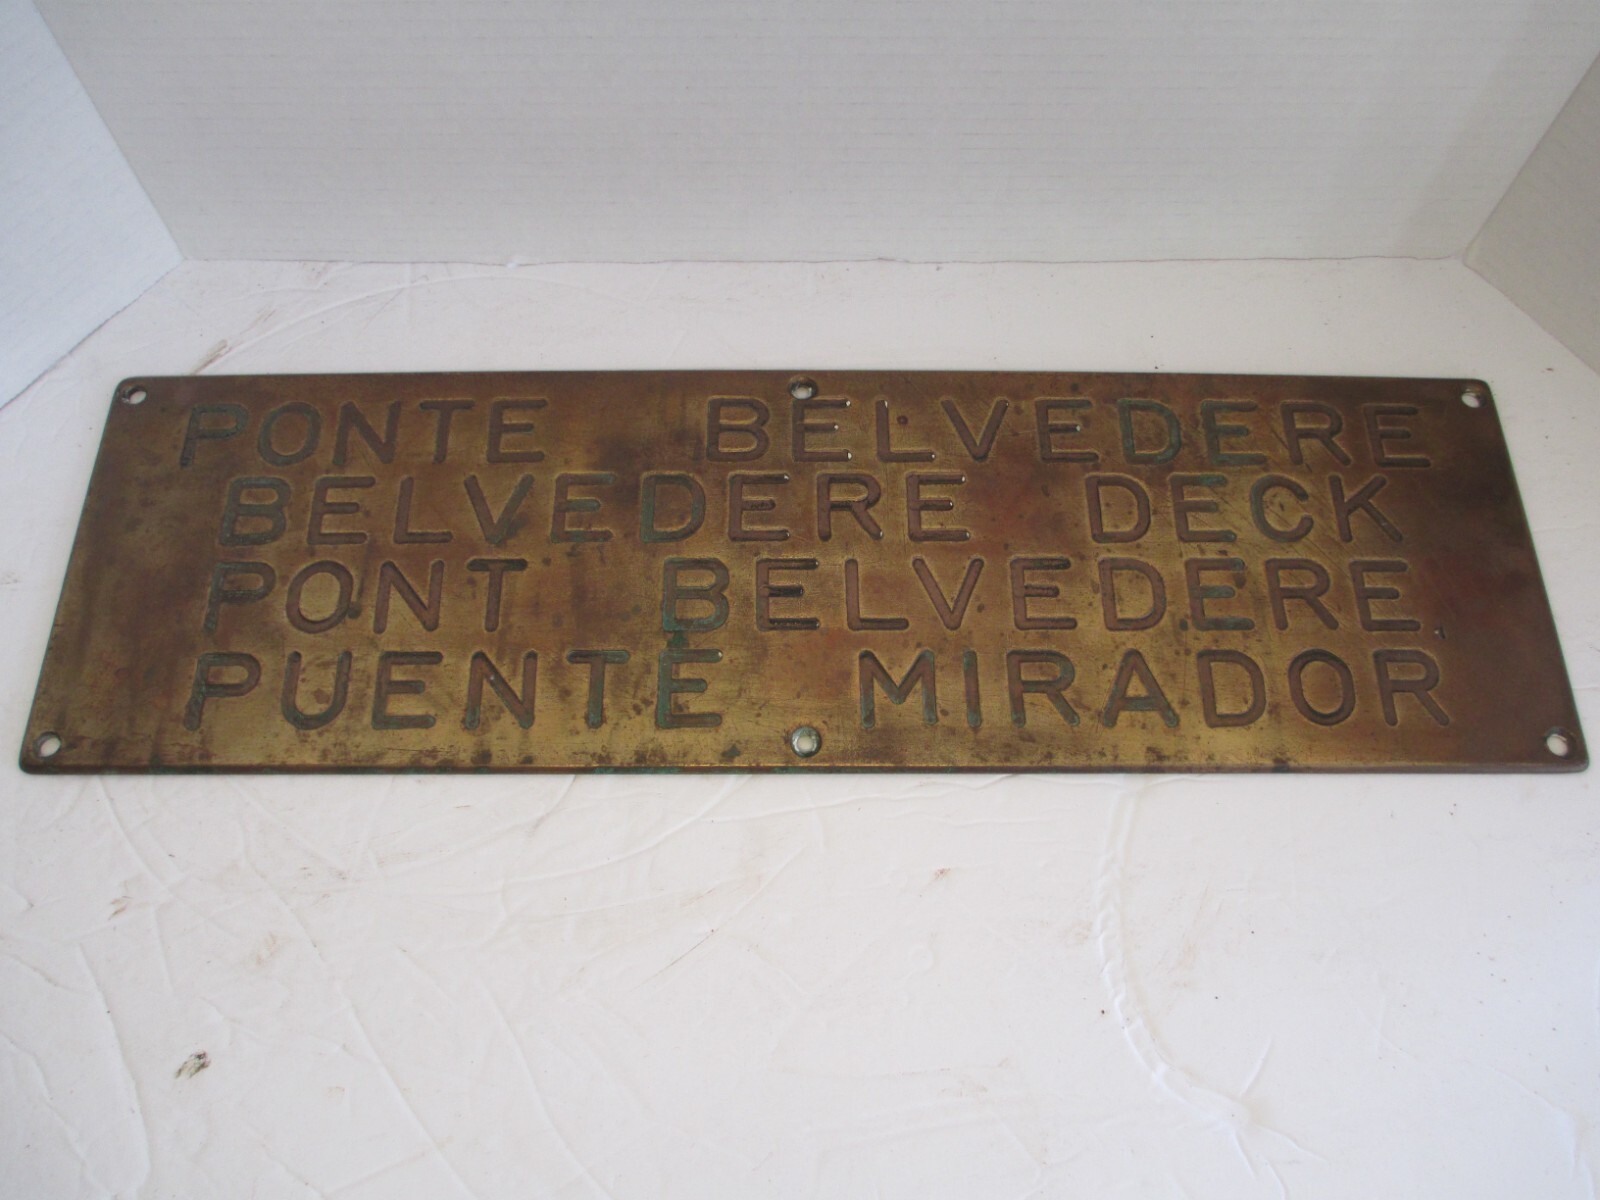 PONTE BELVEDERE
BELVEDERE DECK
PONT BELVEDERE
PUENTE MIRADOR